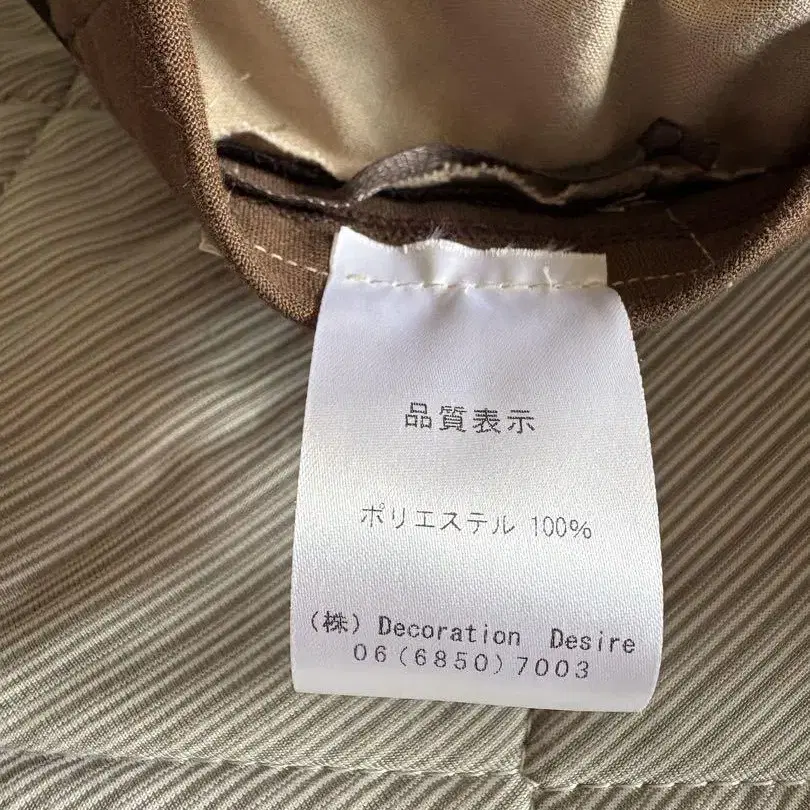 品質表示
ポリエステル 100%
(株) Decoration Desire
06(6850)7003